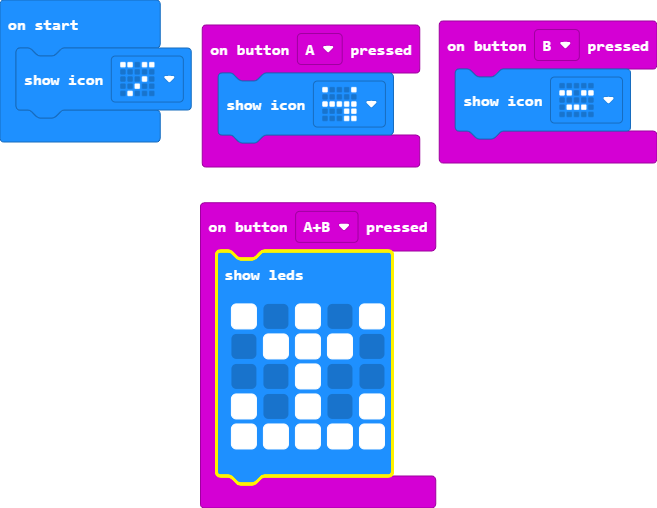 on start
show icon
on button A pressed
show icon
on button B pressed
show icon
on button A+B pressed
show leds